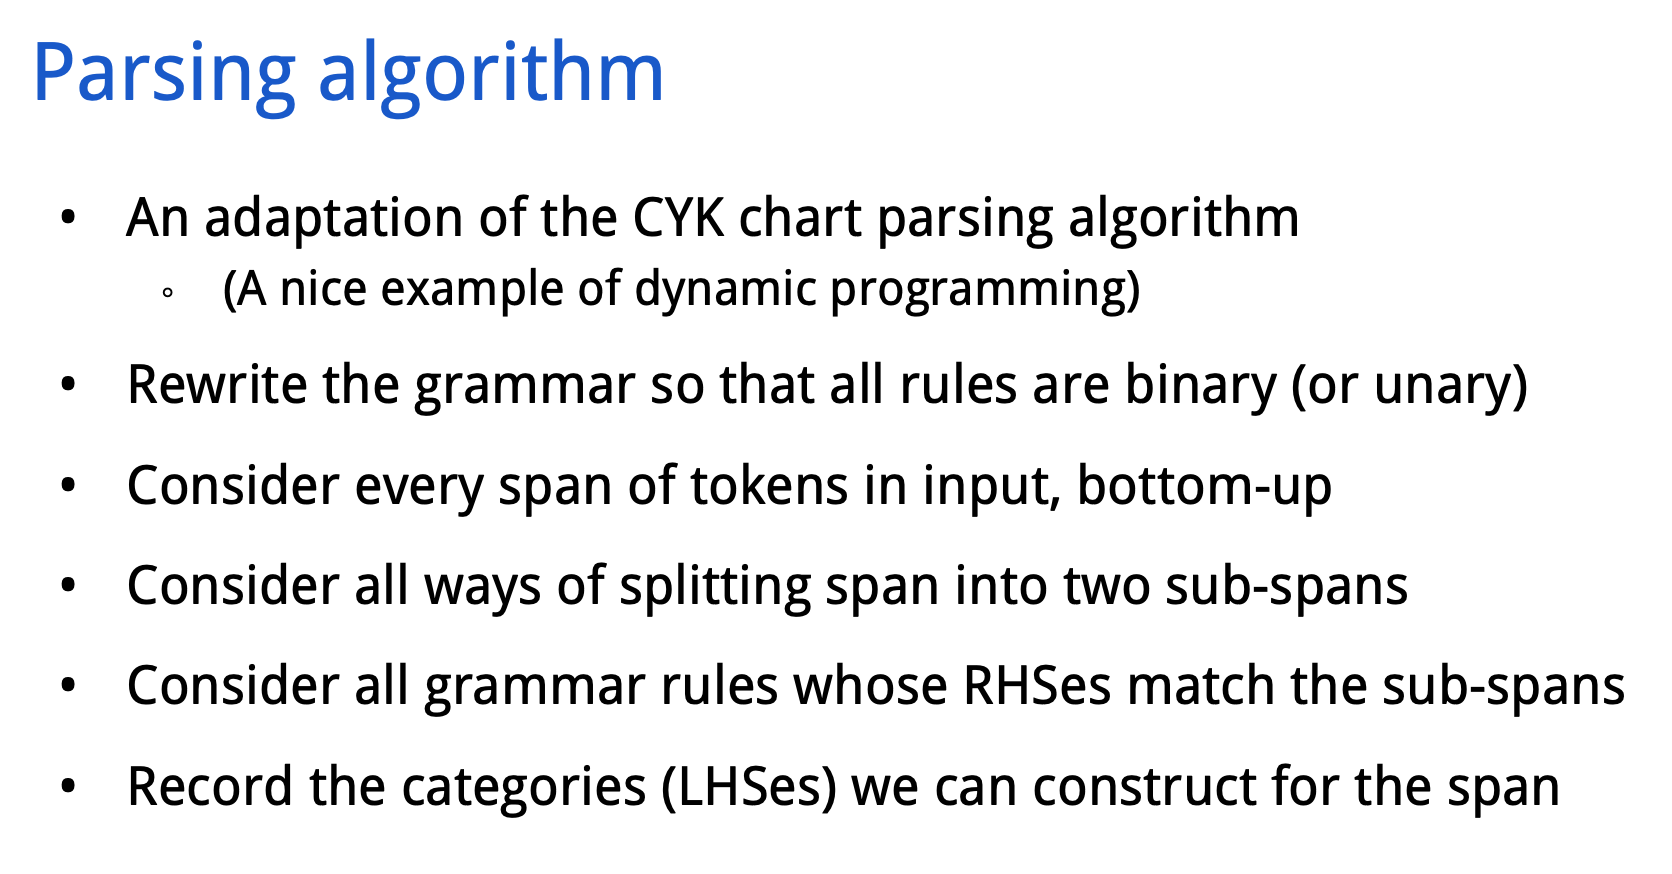 Parsing algorithm
• An adaptation of the CYK chart parsing algorithm
◦ (A nice example of dynamic programming)
• Rewrite the grammar so that all rules are binary (or unary)
• Consider every span of tokens in input, bottom-up
• Consider all ways of splitting span into two sub-spans
• Consider all grammar rules whose RHSes match the sub-spans
• Record the categories (LHSes) we can construct for the span